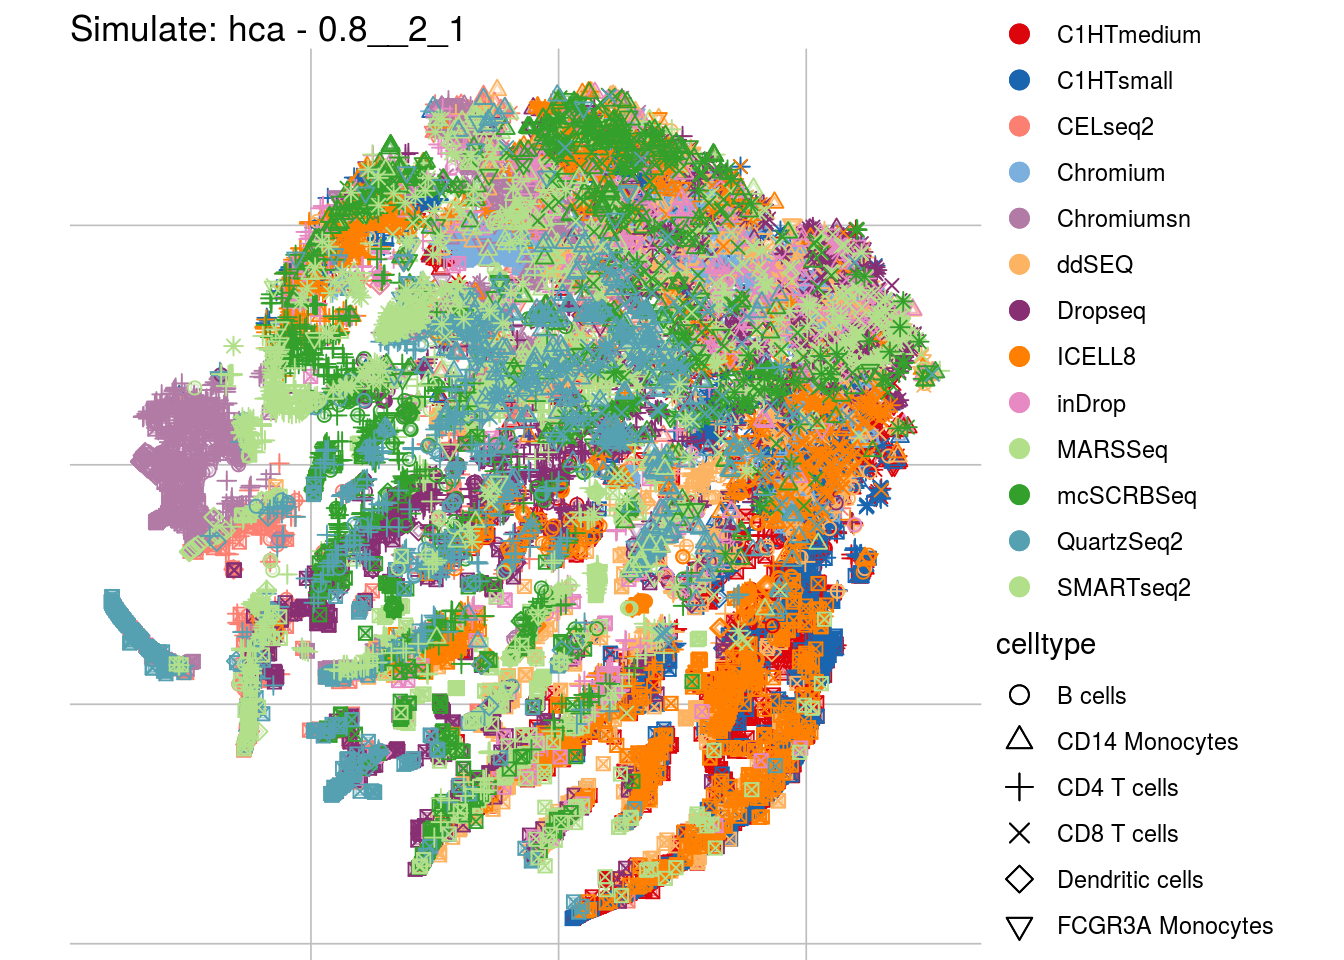 Simulate: hca - 0.8__2_1
C1HTmedium
C1HTsmall
CELseq2
Chromium
Chromiumsn
ddSEQ
Dropseq
ICELL8
inDrop
MARSSeq
mcSCRBSeq
QuartzSeq2
SMARTseq2
celltype
B cells
CD14 Monocytes
CD4 T cells
CD8 T cells
Dendritic cells
FCGR3A Monocytes